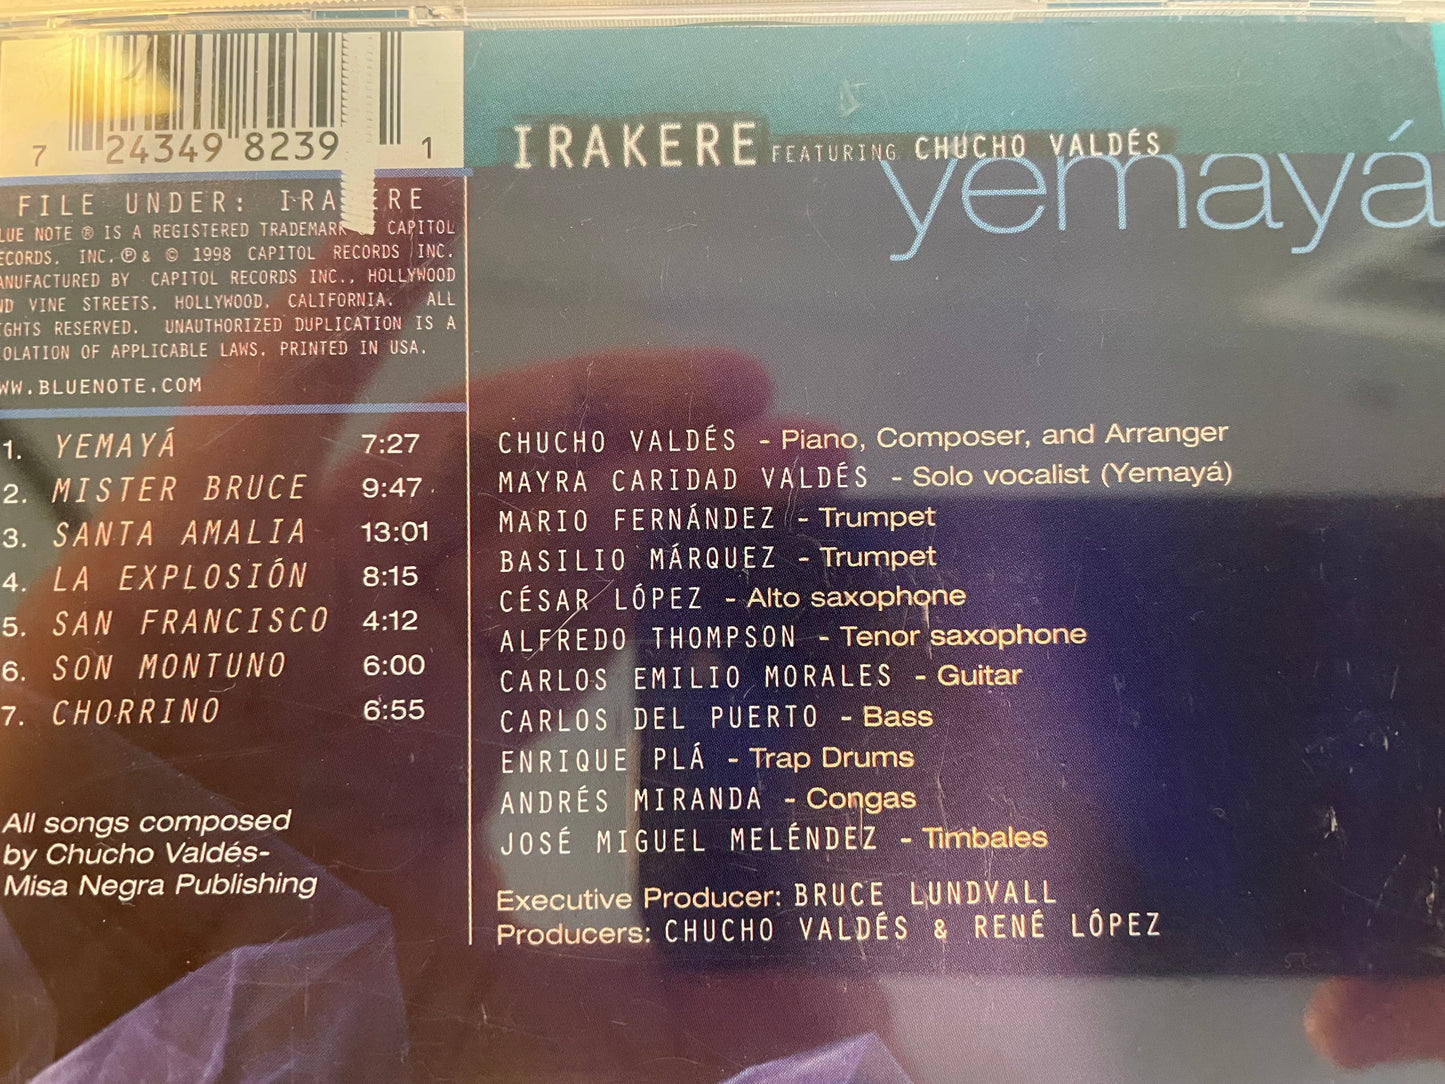 7 24349 8239 1
FILE UNDER: IRAKERE
LUE NOTE ® IS A REGISTERED TRADEMARK CAPITOL
ECORDS, INC.℗& © 1998 CAPITOL RECORDS INC.
ANUFACTURED BY CAPITOL RECORDS INC., HOLLYWOOD
ND VINE STREETS, HOLLYWOOD, CALIFORNIA. ALL
IGHTS RESERVED. UNAUTHORIZED DUPLICATION IS A
IOLATION OF APPLICABLE LAWS. PRINTED IN USA.
WW.BLUENOTE.COM
1. YEMAYÁ 7:27
2. MISTER BRUCE 9:47
3. SANTA AMALIA 13:01
4. LA EXPLOSIÓN 8:15
5. SAN FRANCISCO 4:12
6. SON MONTUNO 6:00
7. CHORRINO 6:55
All songs composed
by Chucho Valdés-
Misa Negra Publishing
IRAKERE FEATURING CHUCHO VALDÉS
yemayá
CHUCHO VALDÉS - Piano, Composer, and Arranger
MAYRA CARIDAD VALDÉS - Solo vocalist (Yemayá)
MARIO FERNÁNDEZ - Trumpet
BASILIO MÁRQUEZ - Trumpet
CÉSAR LÓPEZ - Alto saxophone
ALFREDO THOMPSON - Tenor saxophone
CARLOS EMILIO MORALES - Guitar
CARLOS DEL PUERTO - Bass
ENRIQUE PLÁ - Trap Drums
ANDRÉS MIRANDA - Congas
JOSÉ MIGUEL MELÉNDEZ - Timbales
Executive Producer: BRUCE LUNDVALL
Producers: CHUCHO VALDÉS & RENÉ LÓPEZ